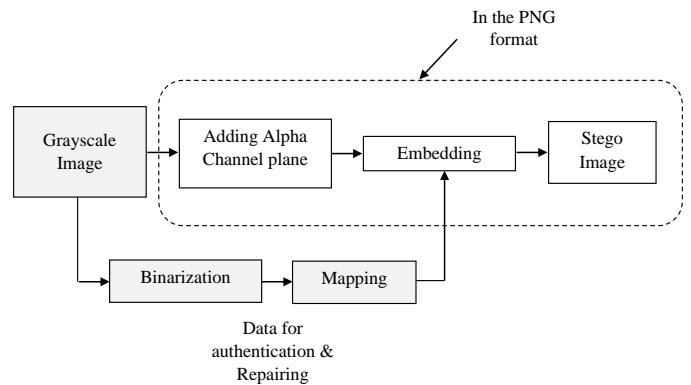 In the PNG
format
Grayscale
Image
Adding Alpha
Channel plane
Embedding
Stego
Image
Binarization
Mapping
Data for
authentication &
Repairing